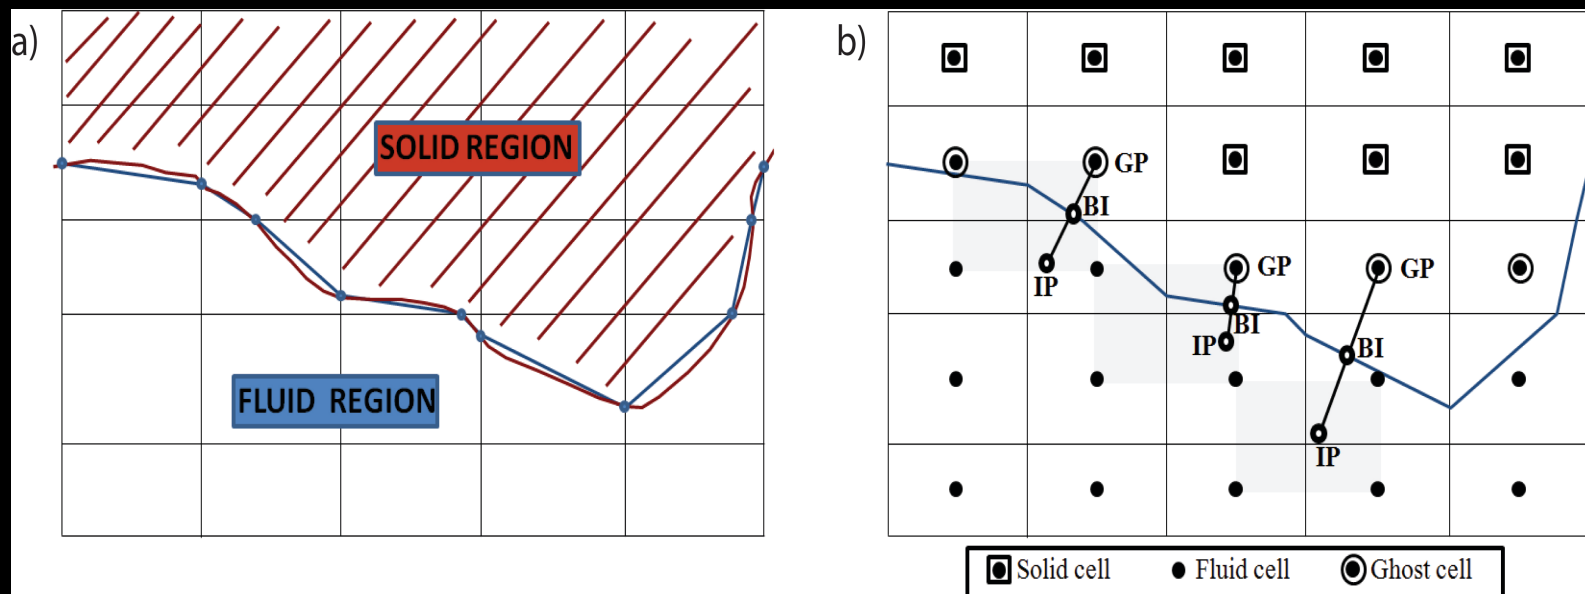 a)
SOLID REGION
FLUID REGION
b)
GP
BI
IP
GP
GP
BI
IP
BI
IP
Solid cell
Fluid cell
Ghost cell